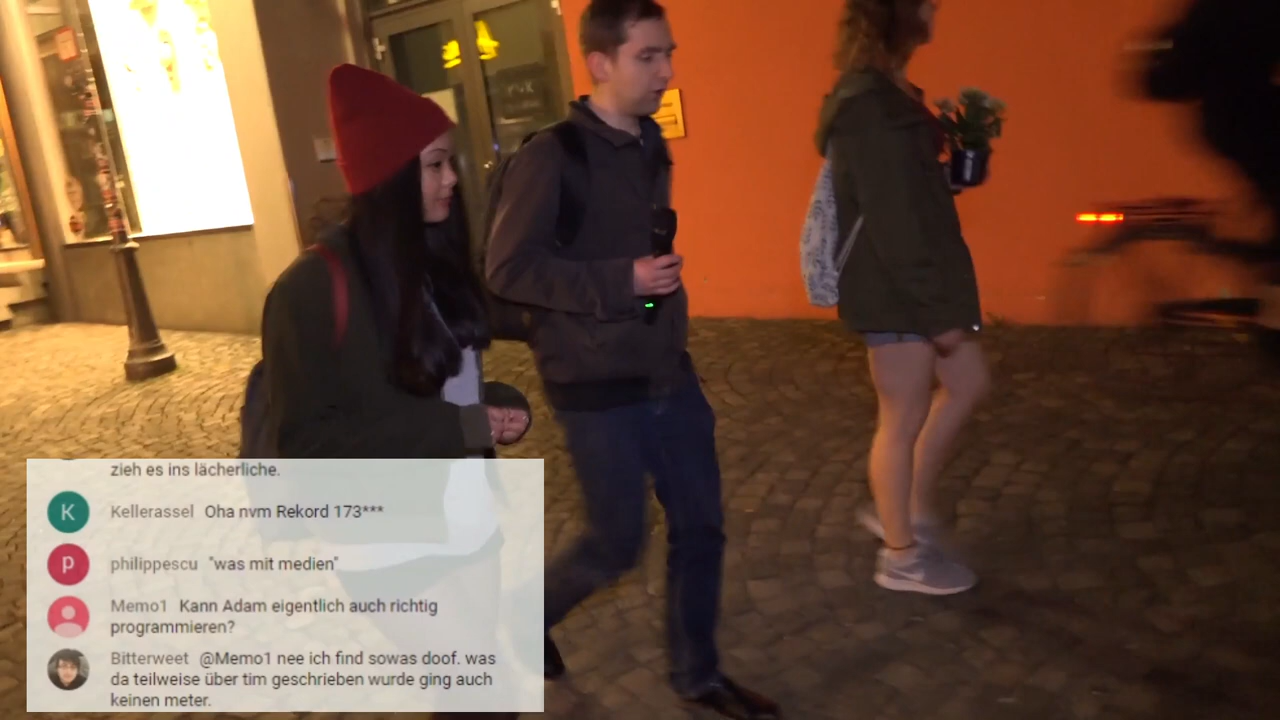 zieh es ins lächerliche.
K Kellerassel Oha nvm Rekord 173***
p philippescu "was mit medien"
Memo1 Kann Adam eigentlich auch richtig
programmieren?
Bitterweet @Memo1 nee ich find sowas doof. was
da teilweise über tim geschrieben wurde ging auch
keinen meter.